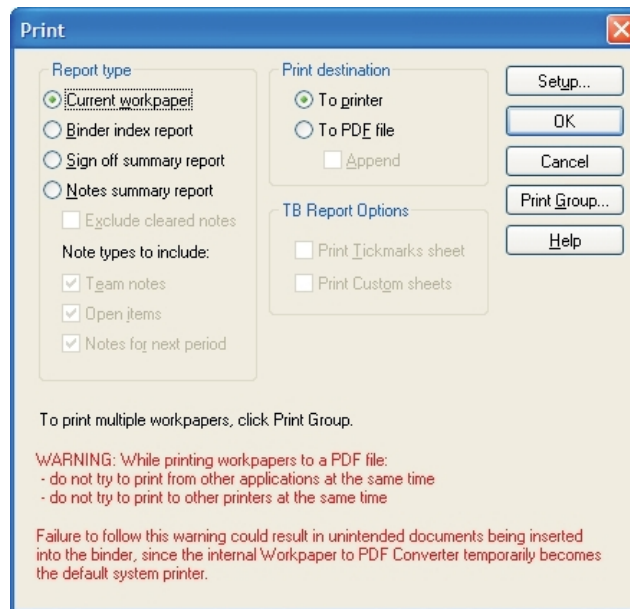 Print
Report type
Current workpaper
Binder index report
Sign off summary report
Notes summary report
Exclude cleared notes
Note types to include:
Team notes
Open items
Notes for next period
Print destination
To printer
To PDF file
Append
TB Report Options
Print Tickmarks sheet
Print Custom sheets
Setup...
OK
Cancel
Print Group...
Help
To print multiple workpapers, click Print Group.
WARNING: While printing workpapers to a PDF file:
- do not try to print from other applications at the same time
- do not try to print to other printers at the same time
Failure to follow this warning could result in unintended documents being inserted
into the binder, since the internal Workpaper to PDF Converter temporarily becomes
the default system printer.